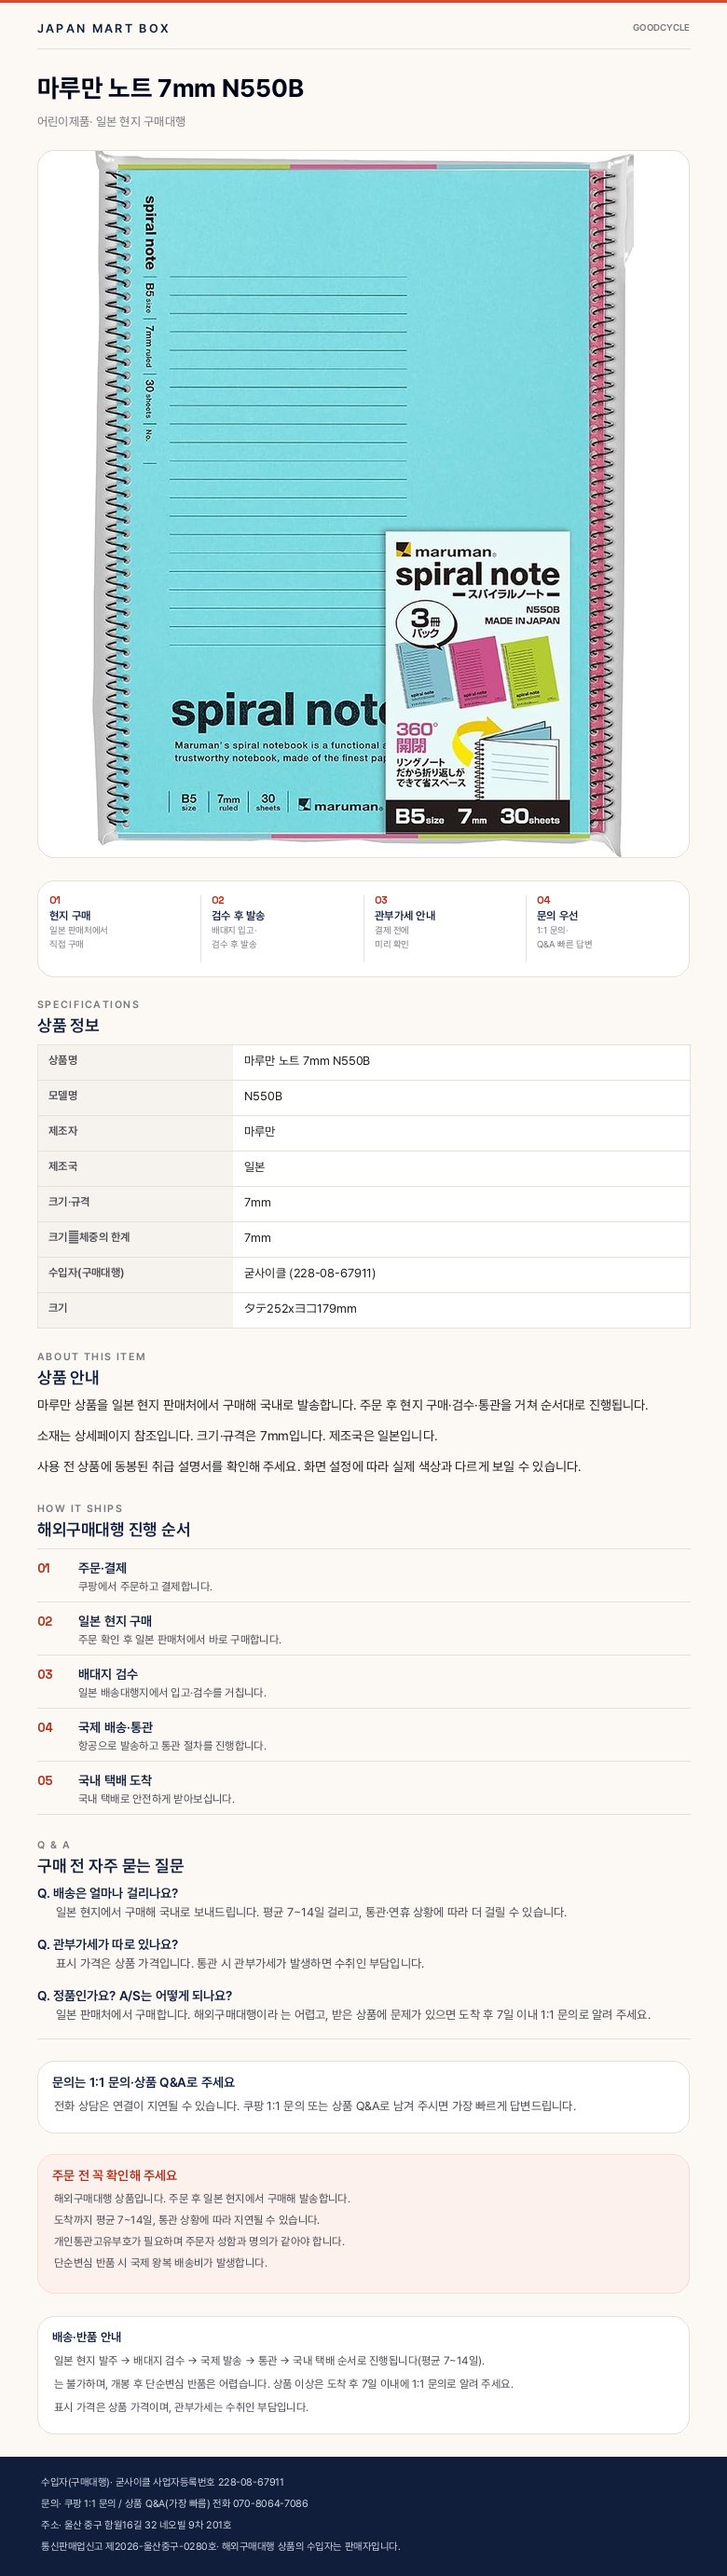 JAPAN MART BOX
GOODCYCLE
마루만 노트 7mm N550B
어린이제품· 일본 현지 구매대행
spiral note
B5 size
7mm ruled
30 sheets
No.
maruman
spiral note
スパイラルノート
N550B
MADE IN JAPAN
3冊
パック
spiral note
spiral note
spiral note
360°
開閉
リングノート
だから折り返しが
できて省スペース
B5size 7mm 30sheets
spiral note
Maruman's spiral notebook is a functional a
trustworthy notebook, made of the finest pap
B5 size
7mm ruled
30 sheets
maruman
01
현지 구매
일본 판매처에서
직접 구매
02
검수 후 발송
배대지 입고·
검수 후 발송
03
관부가세 안내
결제 전에
미리 확인
04
문의 우선
1:1 문의·
Q&A 빠른 답변
SPECIFICATIONS
상품 정보
상품명 마루만 노트 7mm N550B
모델명 N550B
제조자 마루만
제조국 일본
크기·규격 7mm
크기䷀체중의 한계 7mm
수입자(구매대행) 굳사이클 (228-08-67911)
크기 タテ252xヨコ179mm
ABOUT THIS ITEM
상품 안내
마루만 상품을 일본 현지 판매처에서 구매해 국내로 발송합니다. 주문 후 현지 구매·검수·통관을 거쳐 순서대로 진행됩니다.
소재는 상세페이지 참조입니다. 크기·규격은 7mm입니다. 제조국은 일본입니다.
사용 전 상품에 동봉된 취급 설명서를 확인해 주세요. 화면 설정에 따라 실제 색상과 다르게 보일 수 있습니다.
HOW IT SHIPS
해외구매대행 진행 순서
01 주문·결제
쿠팡에서 주문하고 결제합니다.
02 일본 현지 구매
주문 확인 후 일본 판매처에서 바로 구매합니다.
03 배대지 검수
일본 배송대행지에서 입고·검수를 거칩니다.
04 국제 배송·통관
항공으로 발송하고 통관 절차를 진행합니다.
05 국내 택배 도착
국내 택배로 안전하게 받아보십니다.
Q & A
구매 전 자주 묻는 질문
Q. 배송은 얼마나 걸리나요?
일본 현지에서 구매해 국내로 보내드립니다. 평균 7~14일 걸리고, 통관·연휴 상황에 따라 더 걸릴 수 있습니다.
Q. 관부가세가 따로 있나요?
표시 가격은 상품 가격입니다. 통관 시 관부가세가 발생하면 수취인 부담입니다.
Q. 정품인가요? A/S는 어떻게 되나요?
일본 판매처에서 구매합니다. 해외구매대행이라 는 어렵고, 받은 상품에 문제가 있으면 도착 후 7일 이내 1:1 문의로 알려 주세요.
문의는 1:1 문의·상품 Q&A로 주세요
전화 상담은 연결이 지연될 수 있습니다. 쿠팡 1:1 문의 또는 상품 Q&A로 남겨 주시면 가장 빠르게 답변드립니다.
주문 전 꼭 확인해 주세요
해외구매대행 상품입니다. 주문 후 일본 현지에서 구매해 발송합니다.
도착까지 평균 7~14일, 통관 상황에 따라 지연될 수 있습니다.
개인통관고유부호가 필요하며 주문자 성함과 명의가 같아야 합니다.
단순변심 반품 시 국제 왕복 배송비가 발생합니다.
배송·반품 안내
일본 현지 발주 → 배대지 검수 → 국제 발송 → 통관 → 국내 택배 순서로 진행됩니다(평균 7~14일).
는 불가하며, 개봉 후 단순변심 반품은 어렵습니다. 상품 이상은 도착 후 7일 이내에 1:1 문의로 알려 주세요.
표시 가격은 상품 가격이며, 관부가세는 수취인 부담입니다.
수입자(구매대행)· 굳사이클 사업자등록번호 228-08-67911
문의· 쿠팡 1:1 문의 / 상품 Q&A(가장 빠름) 전화 070-8064-7086
주소· 울산 중구 함월16길 32 네오빌 9차 201호
통신판매업신고 제2026-울산중구-0280호· 해외구매대행 상품의 수입자는 판매자입니다.